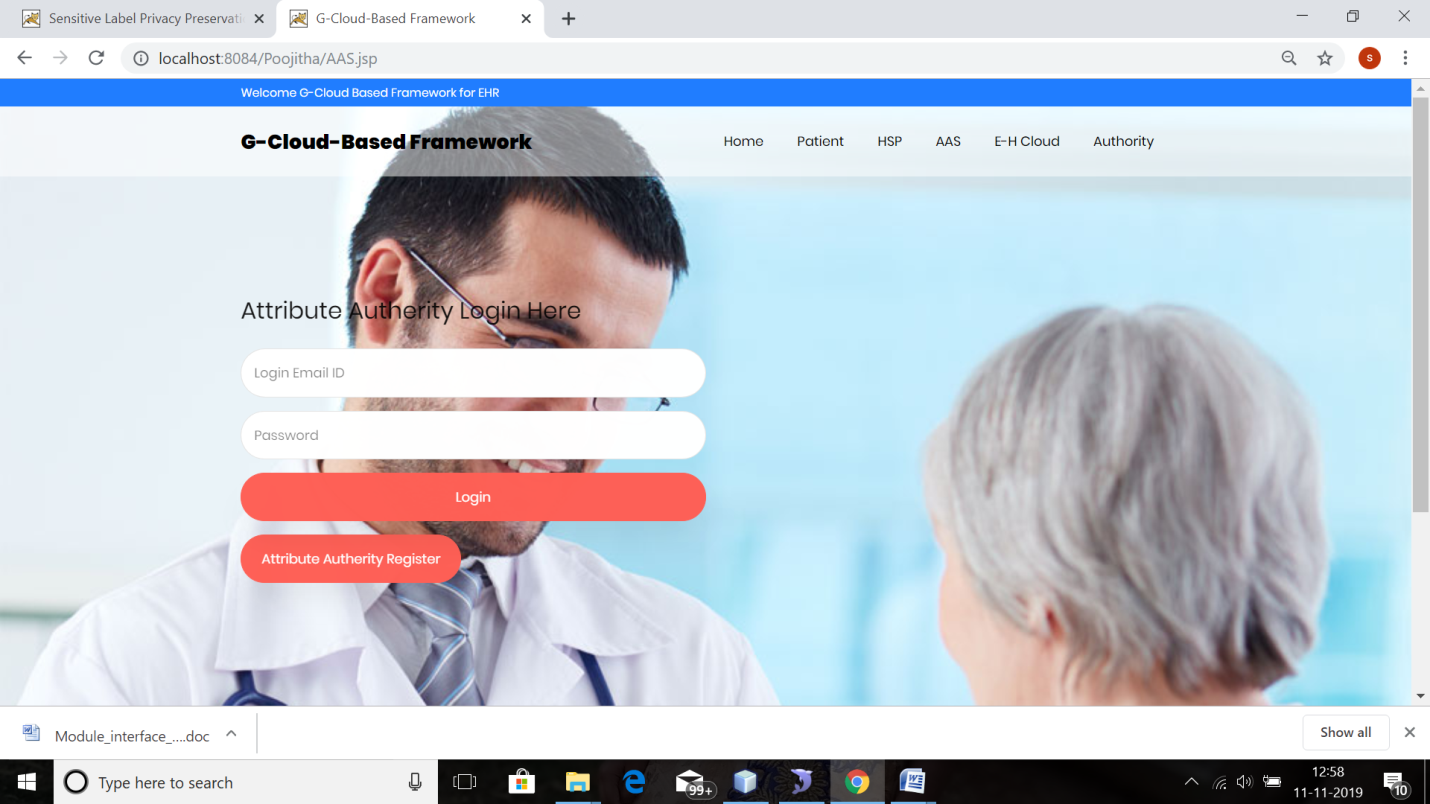 Sensitive Label Privacy Preservati
G-Cloud-Based Framework
localhost:8084/Poojitha/AAS.jsp
s
Welcome G-Cloud Based Framework for EHR
G-Cloud-Based Framework
Home Patient HSP AAS E-H Cloud Authority
Attribute Autherity Login Here
Login Email ID
Password
Login
Attribute Autherity Register
Module_interface_....doc
Show all
Type here to search
99+
12:58
11-11-2019
10